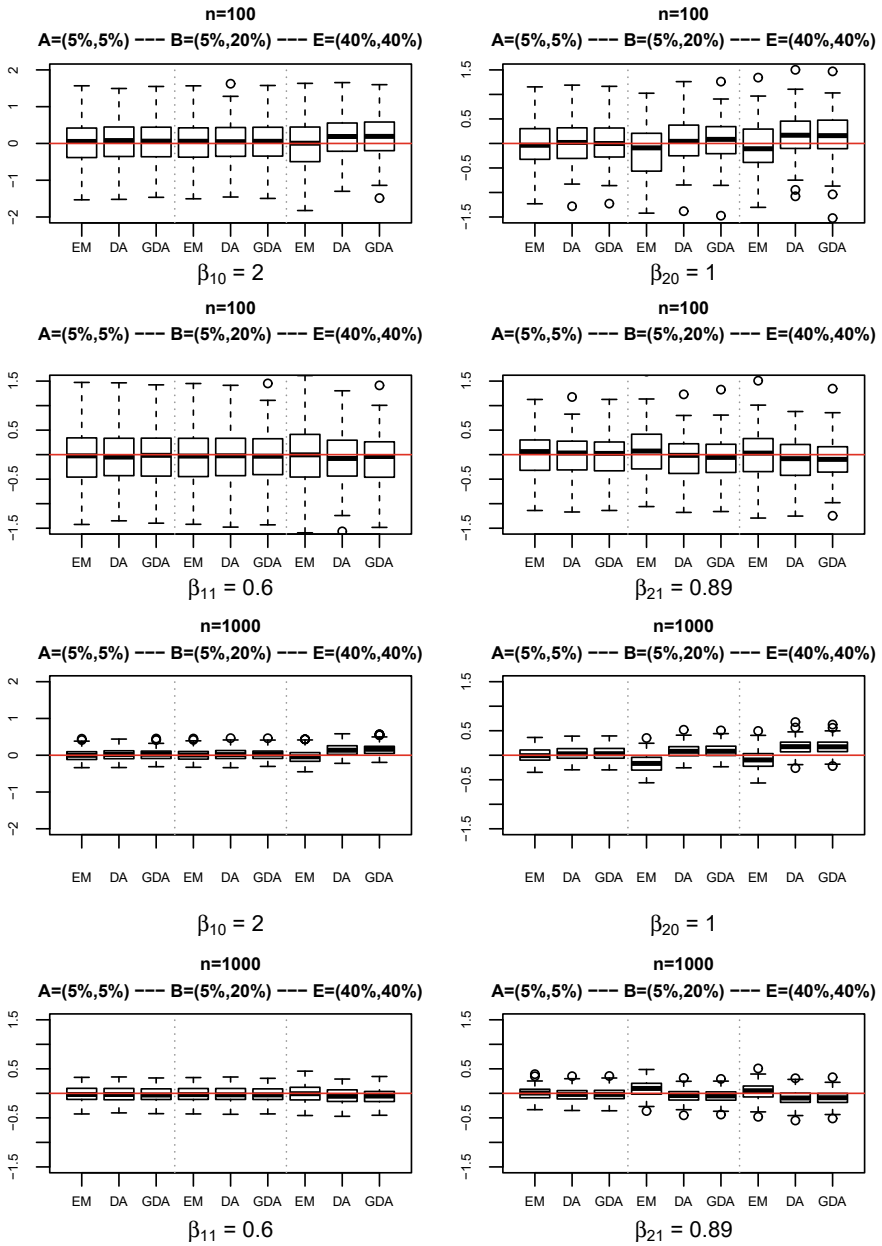 n=100
A=(5%,5%) −−− B=(5%,20%) −−− E=(40%,40%)
2
1
0
−1
−2
EM DA GDA EM DA GDA EM DA GDA
β10 = 2
n=100
A=(5%,5%) −−− B=(5%,20%) −−− E=(40%,40%)
1.5
0.5
−0.5
−1.5
EM DA GDA EM DA GDA EM DA GDA
β20 = 1
n=100
A=(5%,5%) −−− B=(5%,20%) −−− E=(40%,40%)
1.5
0.5
−0.5
−1.5
EM DA GDA EM DA GDA EM DA GDA
β11 = 0.6
n=100
A=(5%,5%) −−− B=(5%,20%) −−− E=(40%,40%)
1.5
0.5
−0.5
−1.5
EM DA GDA EM DA GDA EM DA GDA
β21 = 0.89
n=1000
A=(5%,5%) −−− B=(5%,20%) −−− E=(40%,40%)
2
1
0
−1
−2
EM DA GDA EM DA GDA EM DA GDA
β10 = 2
n=1000
A=(5%,5%) −−− B=(5%,20%) −−− E=(40%,40%)
1.5
0.5
−0.5
−1.5
EM DA GDA EM DA GDA EM DA GDA
β20 = 1
n=1000
A=(5%,5%) −−− B=(5%,20%) −−− E=(40%,40%)
1.5
0.5
−0.5
−1.5
EM DA GDA EM DA GDA EM DA GDA
β11 = 0.6
n=1000
A=(5%,5%) −−− B=(5%,20%) −−− E=(40%,40%)
1.5
0.5
−0.5
−1.5
EM DA GDA EM DA GDA EM DA GDA
β21 = 0.89